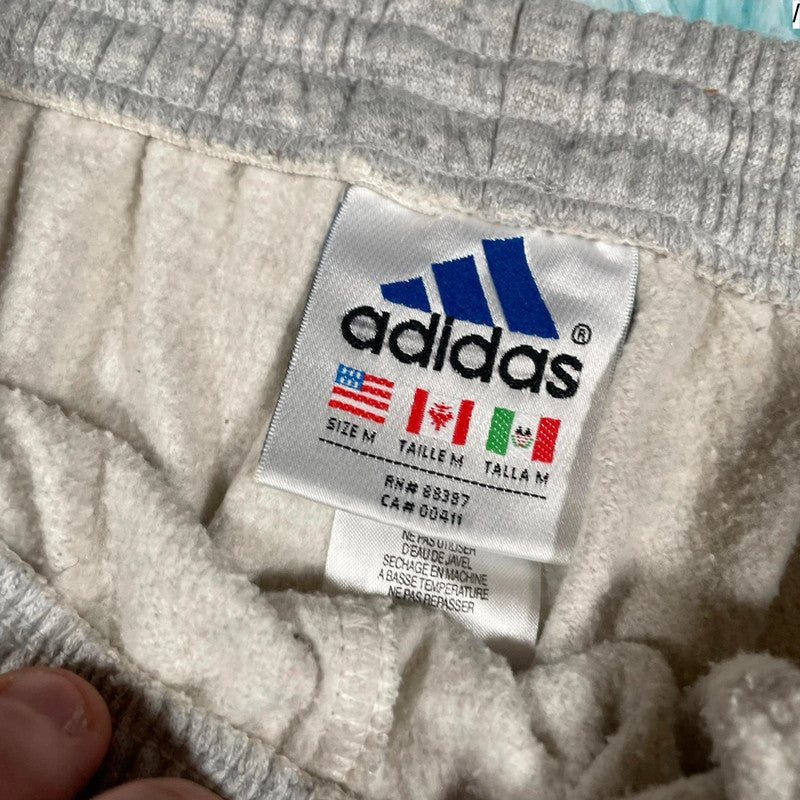 adidas®
SIZE M TAILLE M TALLA M
RN# 88387
CA# 00411
NE PAS UTILISER
D'EAU DE JAVEL
SECHAGE EN MACHINE
A BASSE TEMPERATURE
NE PAS REPASSER